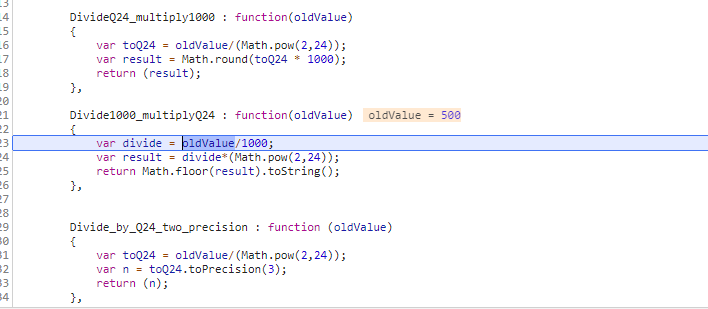 13
14 DivideQ24_multiply1000 : function(oldValue)
15 {
16 var toQ24 = oldValue/(Math.pow(2,24));
17 var result = Math.round(toQ24 * 1000);
18 return (result);
19 },
20
21 Divide1000_multiplyQ24 : function(oldValue) oldValue = 500
22 {
23 var divide = oldValue/1000;
24 var result = divide*(Math.pow(2,24));
25 return Math.floor(result).toString();
26 },
27
28
29 Divide_by_Q24_two_precision : function (oldValue)
30 {
31 var toQ24 = oldValue/(Math.pow(2,24));
32 var n = toQ24.toPrecision(3);
33 return (n);
34 },